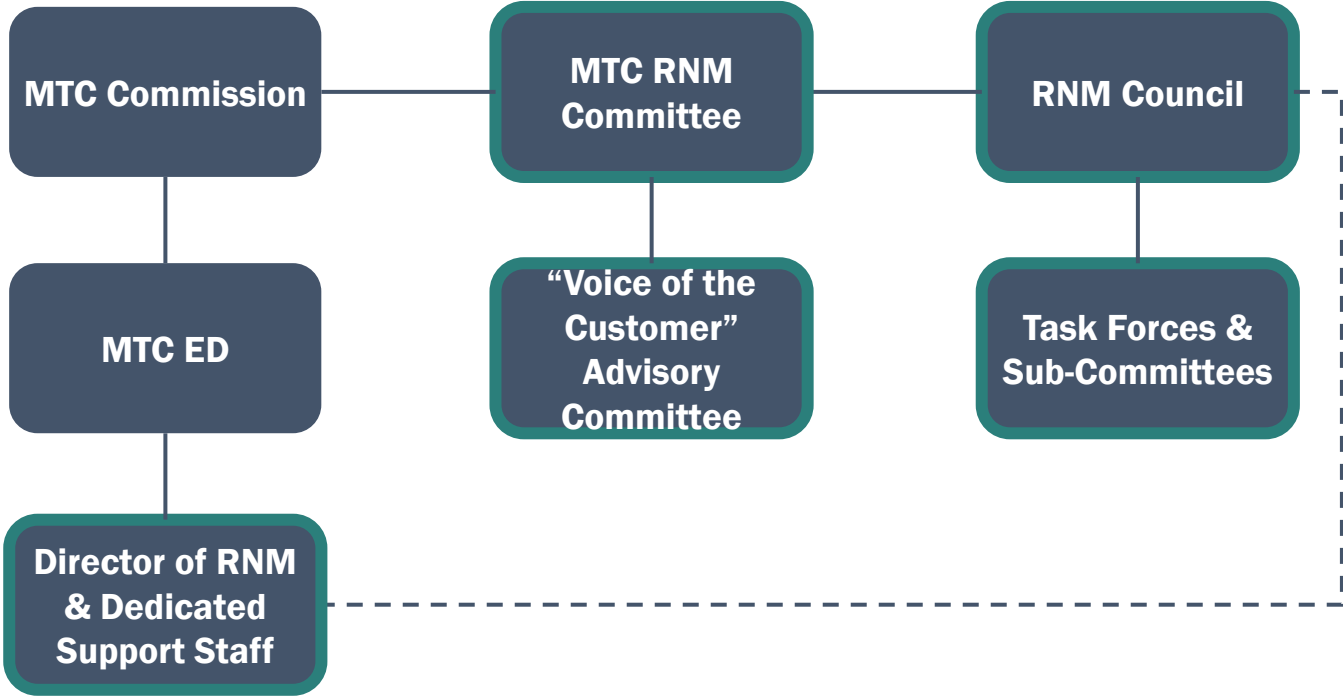 MTC Commission
MTC RNM
Committee
RNM Council
MTC ED
“Voice of the
Customer”
Advisory
Committee
Task Forces &
Sub-Committees
Director of RNM
& Dedicated
Support Staff